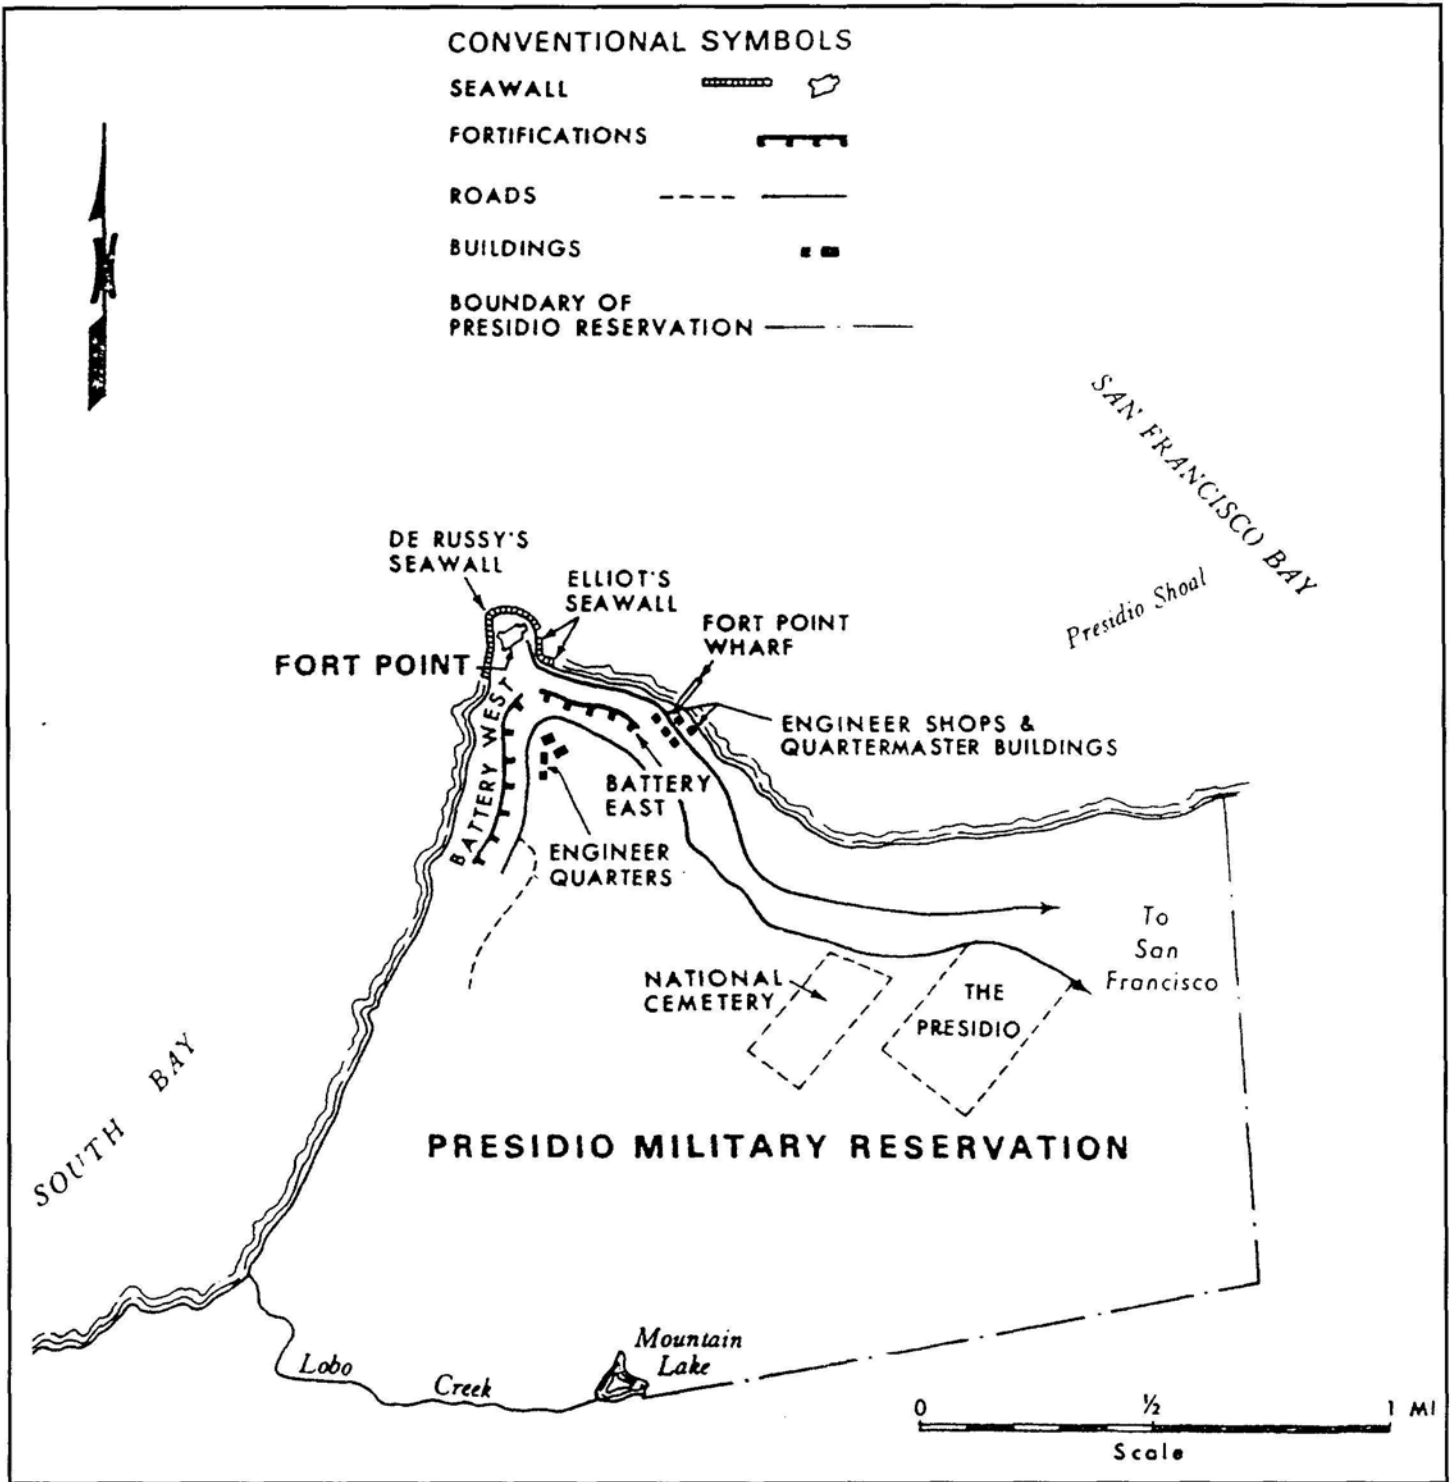 CONVENTIONAL SYMBOLS
SEAWALL
FORTIFICATIONS
ROADS
BUILDINGS
BOUNDARY OF
PRESIDIO RESERVATION
N
SAN FRANCISCO BAY
Presidio Shoal
DE RUSSY'S
SEAWALL
ELLIOT'S
SEAWALL
FORT POINT
WHARF
FORT POINT
ENGINEER SHOPS &
QUARTERMASTER BUILDINGS
BATTERY WEST
BATTERY
EAST
ENGINEER
QUARTERS
To
San
Francisco
NATIONAL
CEMETERY
THE
PRESIDIO
SOUTH BAY
PRESIDIO MILITARY RESERVATION
Mountain
Lake
Lobo Creek
0 ½ 1 MI
Scale